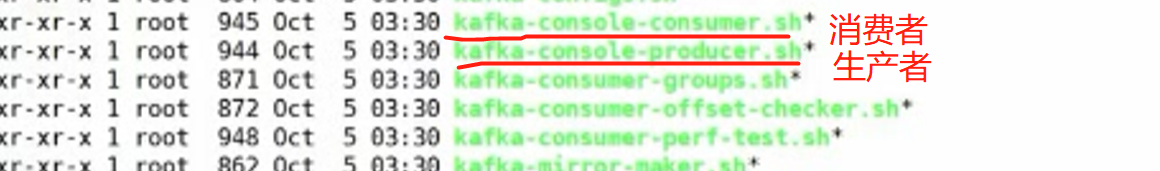 xr-xr-x 1 root 945 Oct 5 03:30 kafka-console-consumer.sh* 消费者
xr-xr-x 1 root 944 Oct 5 03:30 kafka-console-producer.sh* 生产者
xr-xr-x 1 root 871 Oct 5 03:30 kafka-consumer-groups.sh*
xr-xr-x 1 root 872 Oct 5 03:30 kafka-consumer-offset-checker.sh*
xr-xr-x 1 root 948 Oct 5 03:30 kafka-consumer-perf-test.sh*
xr-xr-x 1 root 862 Oct 5 03:30 kafka-mirror-maker.sh*